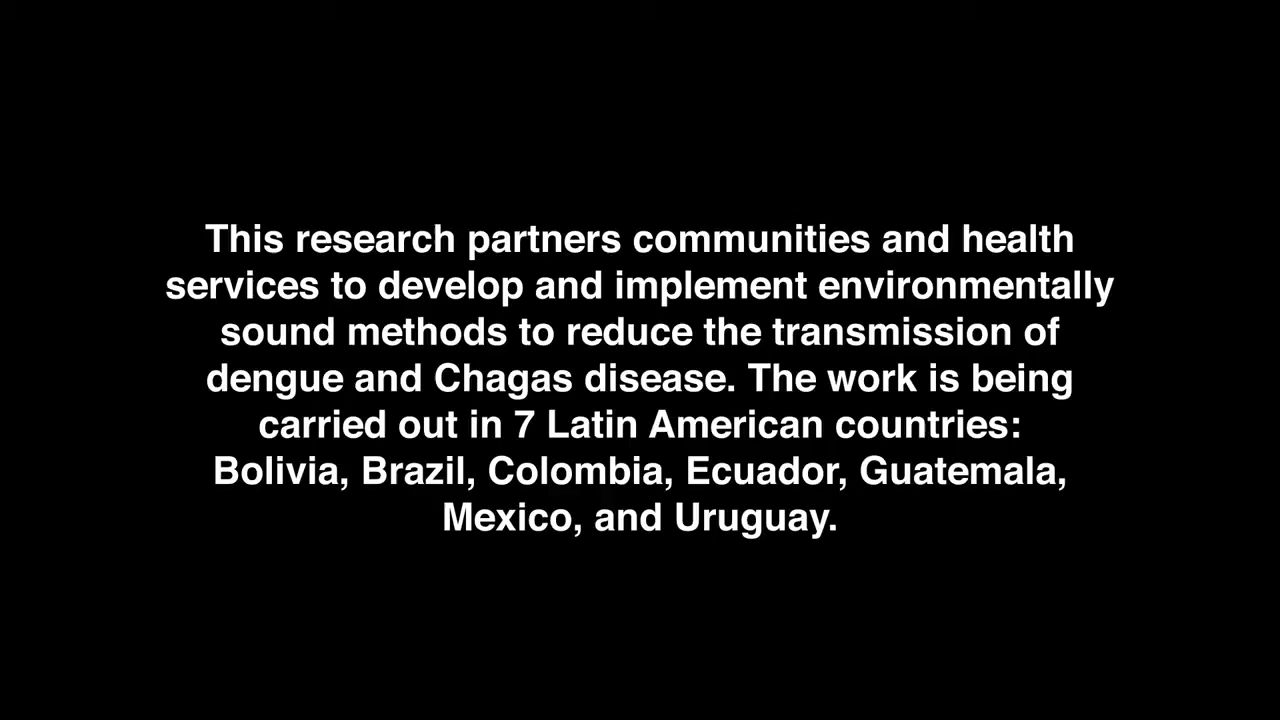 This research partners communities and health
services to develop and implement environmentally
sound methods to reduce the transmission of
dengue and Chagas disease. The work is being
carried out in 7 Latin American countries:
Bolivia, Brazil, Colombia, Ecuador, Guatemala,
Mexico, and Uruguay.